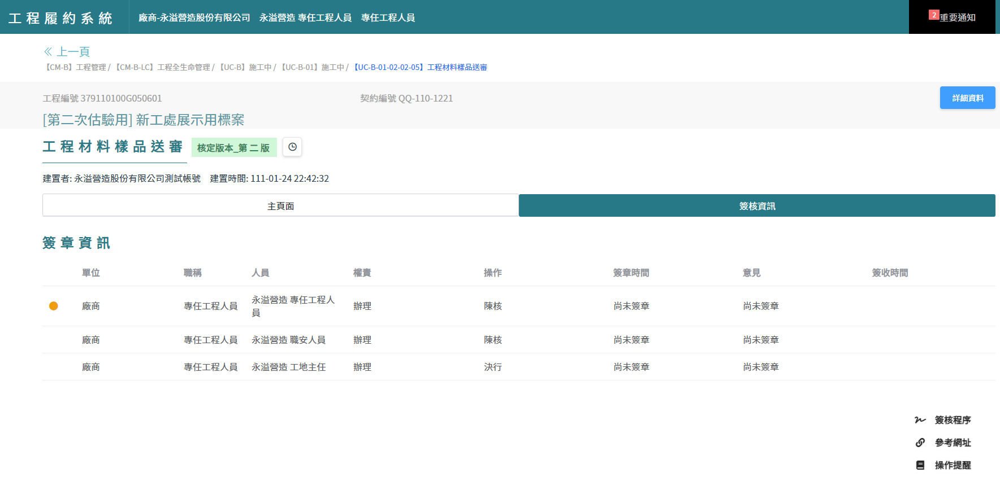 工程履約系統 廠商-永溢營造股份有限公司 永溢營造 專任工程人員 專任工程人員 2 重要通知
上一頁
【CM-B】工程管理 / 【CM-B-LC】工程全生命管理 / 【UC-B】施工中 / 【UC-B-01】施工中 / 【UC-B-01-02-02-05】工程材料樣品送審
工程編號 379110100G050601 契約編號 QQ-110-1221 詳細資料
[第二次估驗用] 新工處展示用標案
工程材料樣品送審 核定版本_第 二 版
建置者: 永溢營造股份有限公司測試帳號 建置時間: 111-01-24 22:42:32
主頁面 簽核資訊
簽章資訊
單位 職稱 人員 權責 操作 簽章時間 意見 簽收時間
廠商 專任工程人員 永溢營造 專任工程人員 辦理 陳核 尚未簽章 尚未簽章
廠商 專任工程人員 永溢營造 職安人員 辦理 陳核 尚未簽章 尚未簽章
廠商 專任工程人員 永溢營造 工地主任 辦理 決行 尚未簽章 尚未簽章
簽核程序
參考網址
操作提醒